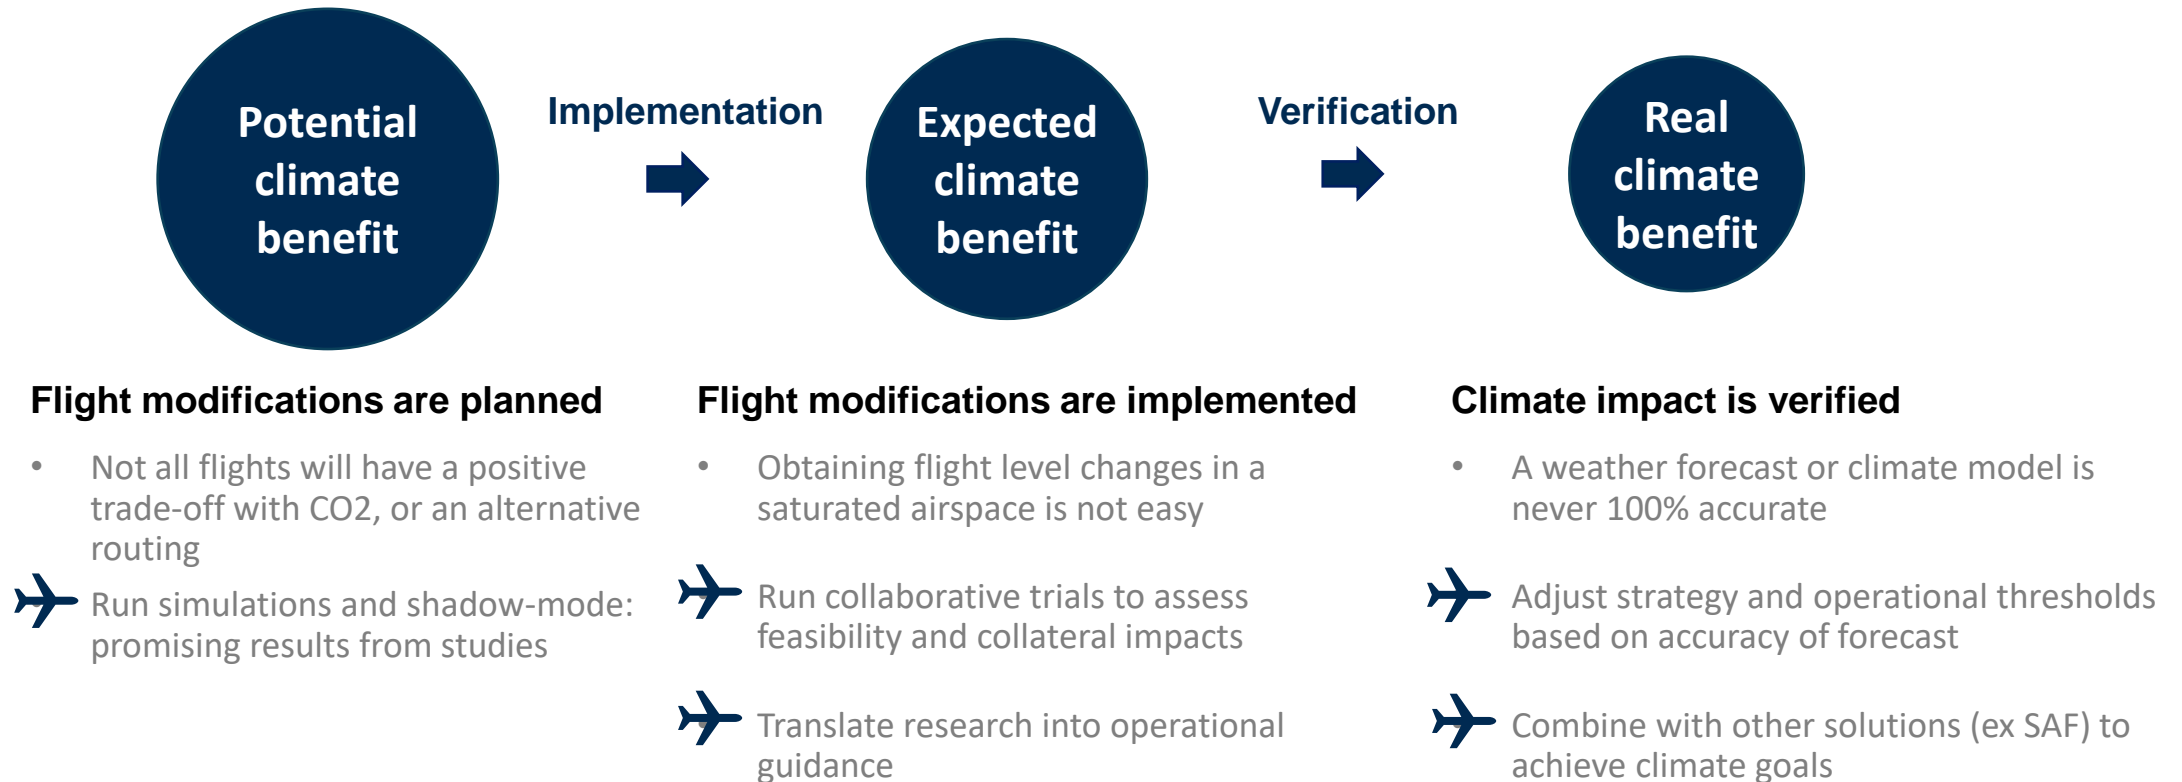 Potential
climate
benefit
Implementation
Expected
climate
benefit
Verification
Real
climate
benefit
Flight modifications are planned
• Not all flights will have a positive
trade-off with CO2, or an alternative
routing
Run simulations and shadow-mode:
promising results from studies
Flight modifications are implemented
• Obtaining flight level changes in a
saturated airspace is not easy
Run collaborative trials to assess
feasibility and collateral impacts
Translate research into operational
guidance
Climate impact is verified
• A weather forecast or climate model is
never 100% accurate
Adjust strategy and operational thresholds
based on accuracy of forecast
Combine with other solutions (ex SAF) to
achieve climate goals